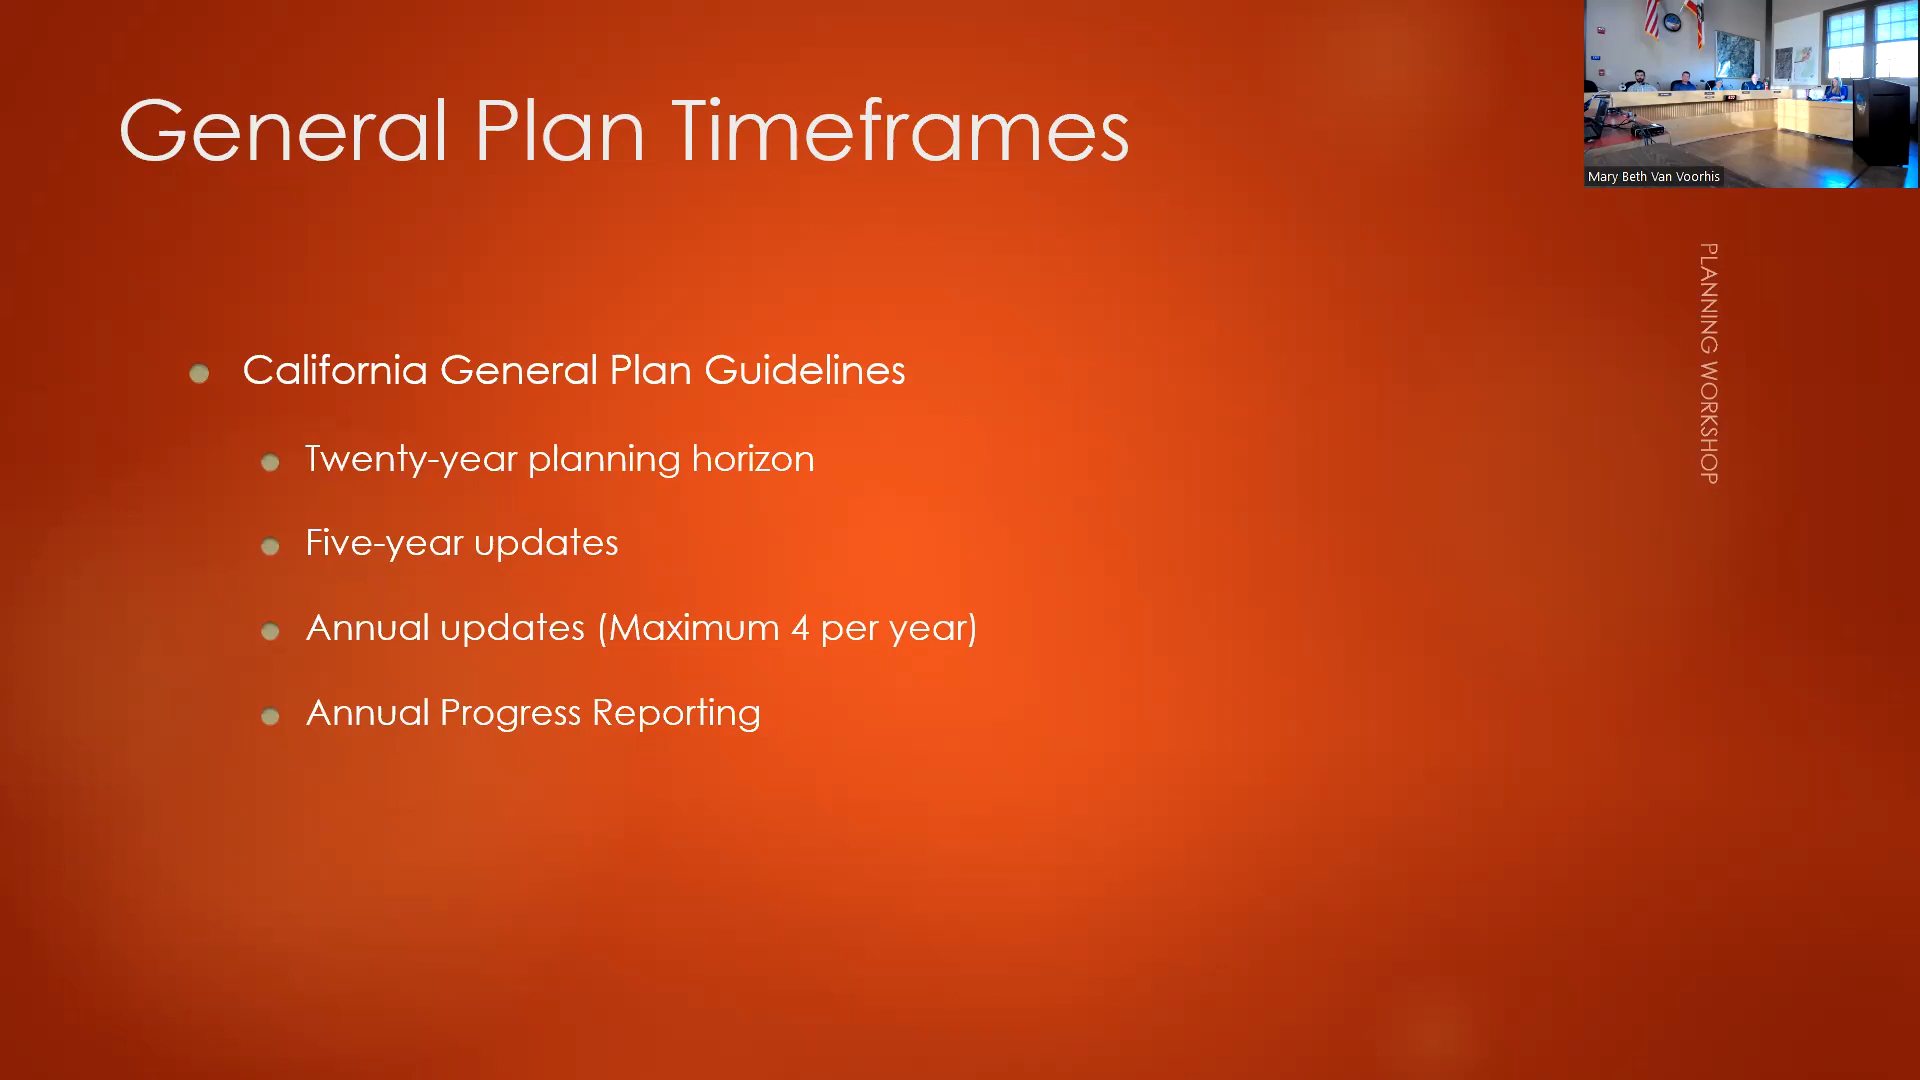 General Plan Timeframes
California General Plan Guidelines
Twenty-year planning horizon
Five-year updates
Annual updates (Maximum 4 per year)
Annual Progress Reporting
PLANNING WORKSHOP
Mary Beth Van Voorhis